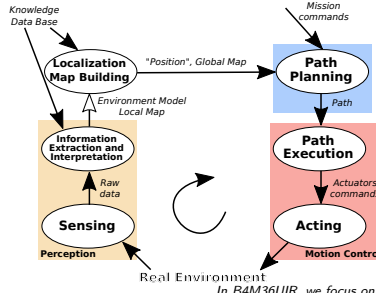 Knowledge
Data Base
Mission
commands
Localization
Map Building
"Position", Global Map
Path
Planning
Environment Model
Local Map
Path
Information
Extraction and
Interpretation
Path
Execution
Raw
data
Actuators
Sensing
Acting
Perception
Motion
Real Environment
In B4M36UIR, we focus on